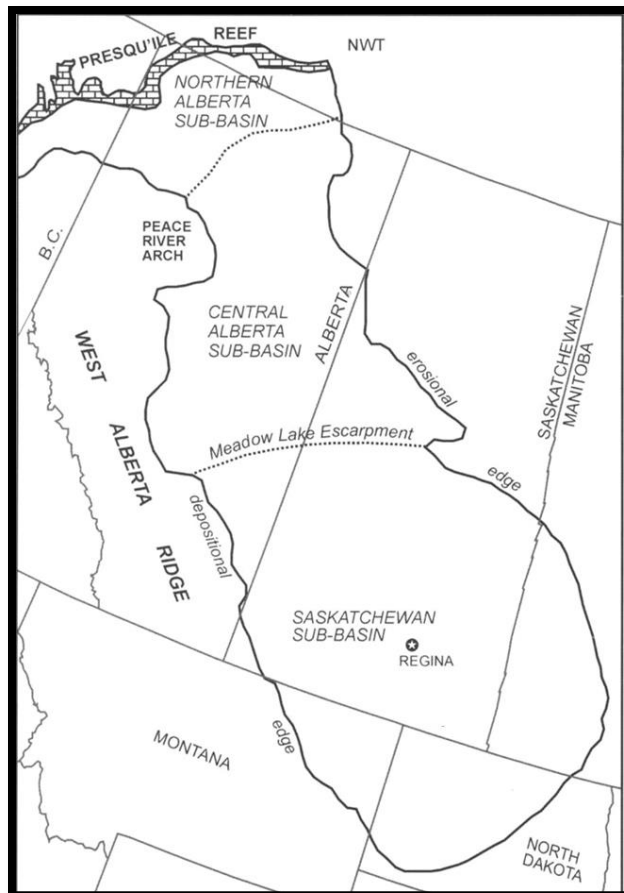 PRESQU'ILE
REEF
NWT
NORTHERN
ALBERTA
SUB-BASIN
B.C.
PEACE
RIVER
ARCH
CENTRAL
ALBERTA
SUB-BASIN
ALBERTA
SASKATCHEWAN
MANITOBA
WEST
ALBERTA
RIDGE
erosional
edge
Meadow Lake Escarpment
depositional
edge
SASKATCHEWAN
SUB-BASIN
REGINA
MONTANA
NORTH
DAKOTA